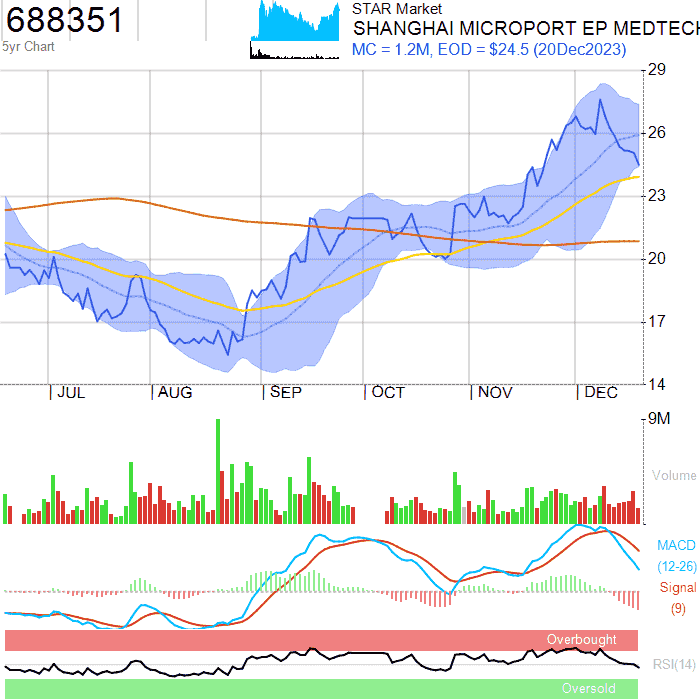 688351
5yr Chart
STAR Market
SHANGHAI MICROPORT EP MEDTECH
MC = 1.2M, EOD = $24.5 (20Dec2023)
29
26
23
20
17
14
JUL
AUG
SEP
OCT
NOV
DEC
9M
Volume
MACD
(12-26)
Signal
(9)
Overbought
RSI(14)
Oversold